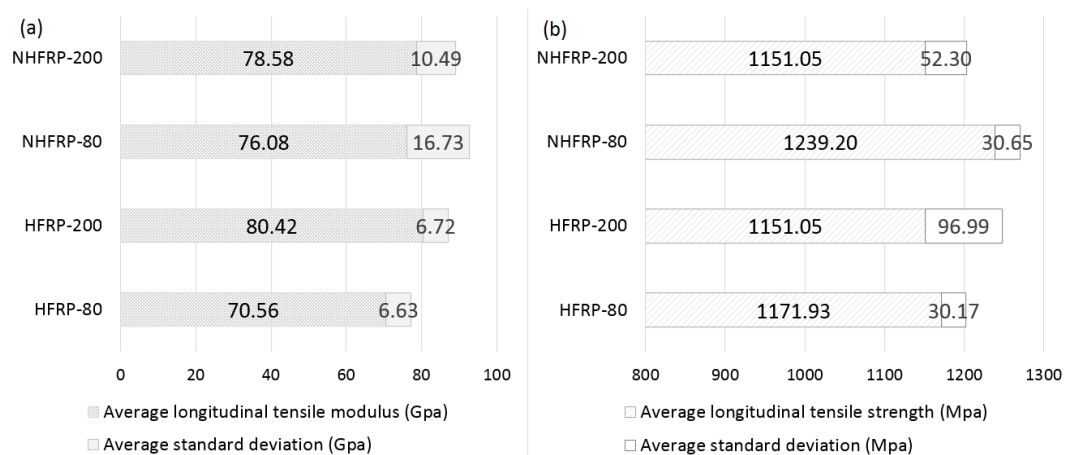 (a)
NHFRP-200
78.58
10.49
NHFRP-80
76.08
16.73
HFRP-200
80.42
6.72
HFRP-80
70.56
6.63
0 20 40 60 80 100
Average longitudinal tensile modulus (Gpa)
Average standard deviation (Gpa)
(b)
NHFRP-200
1151.05
52.30
NHFRP-80
1239.20
30.65
HFRP-200
1151.05
96.99
HFRP-80
1171.93
30.17
800 900 1000 1100 1200 1300
Average longitudinal tensile strength (Mpa)
Average standard deviation (Mpa)